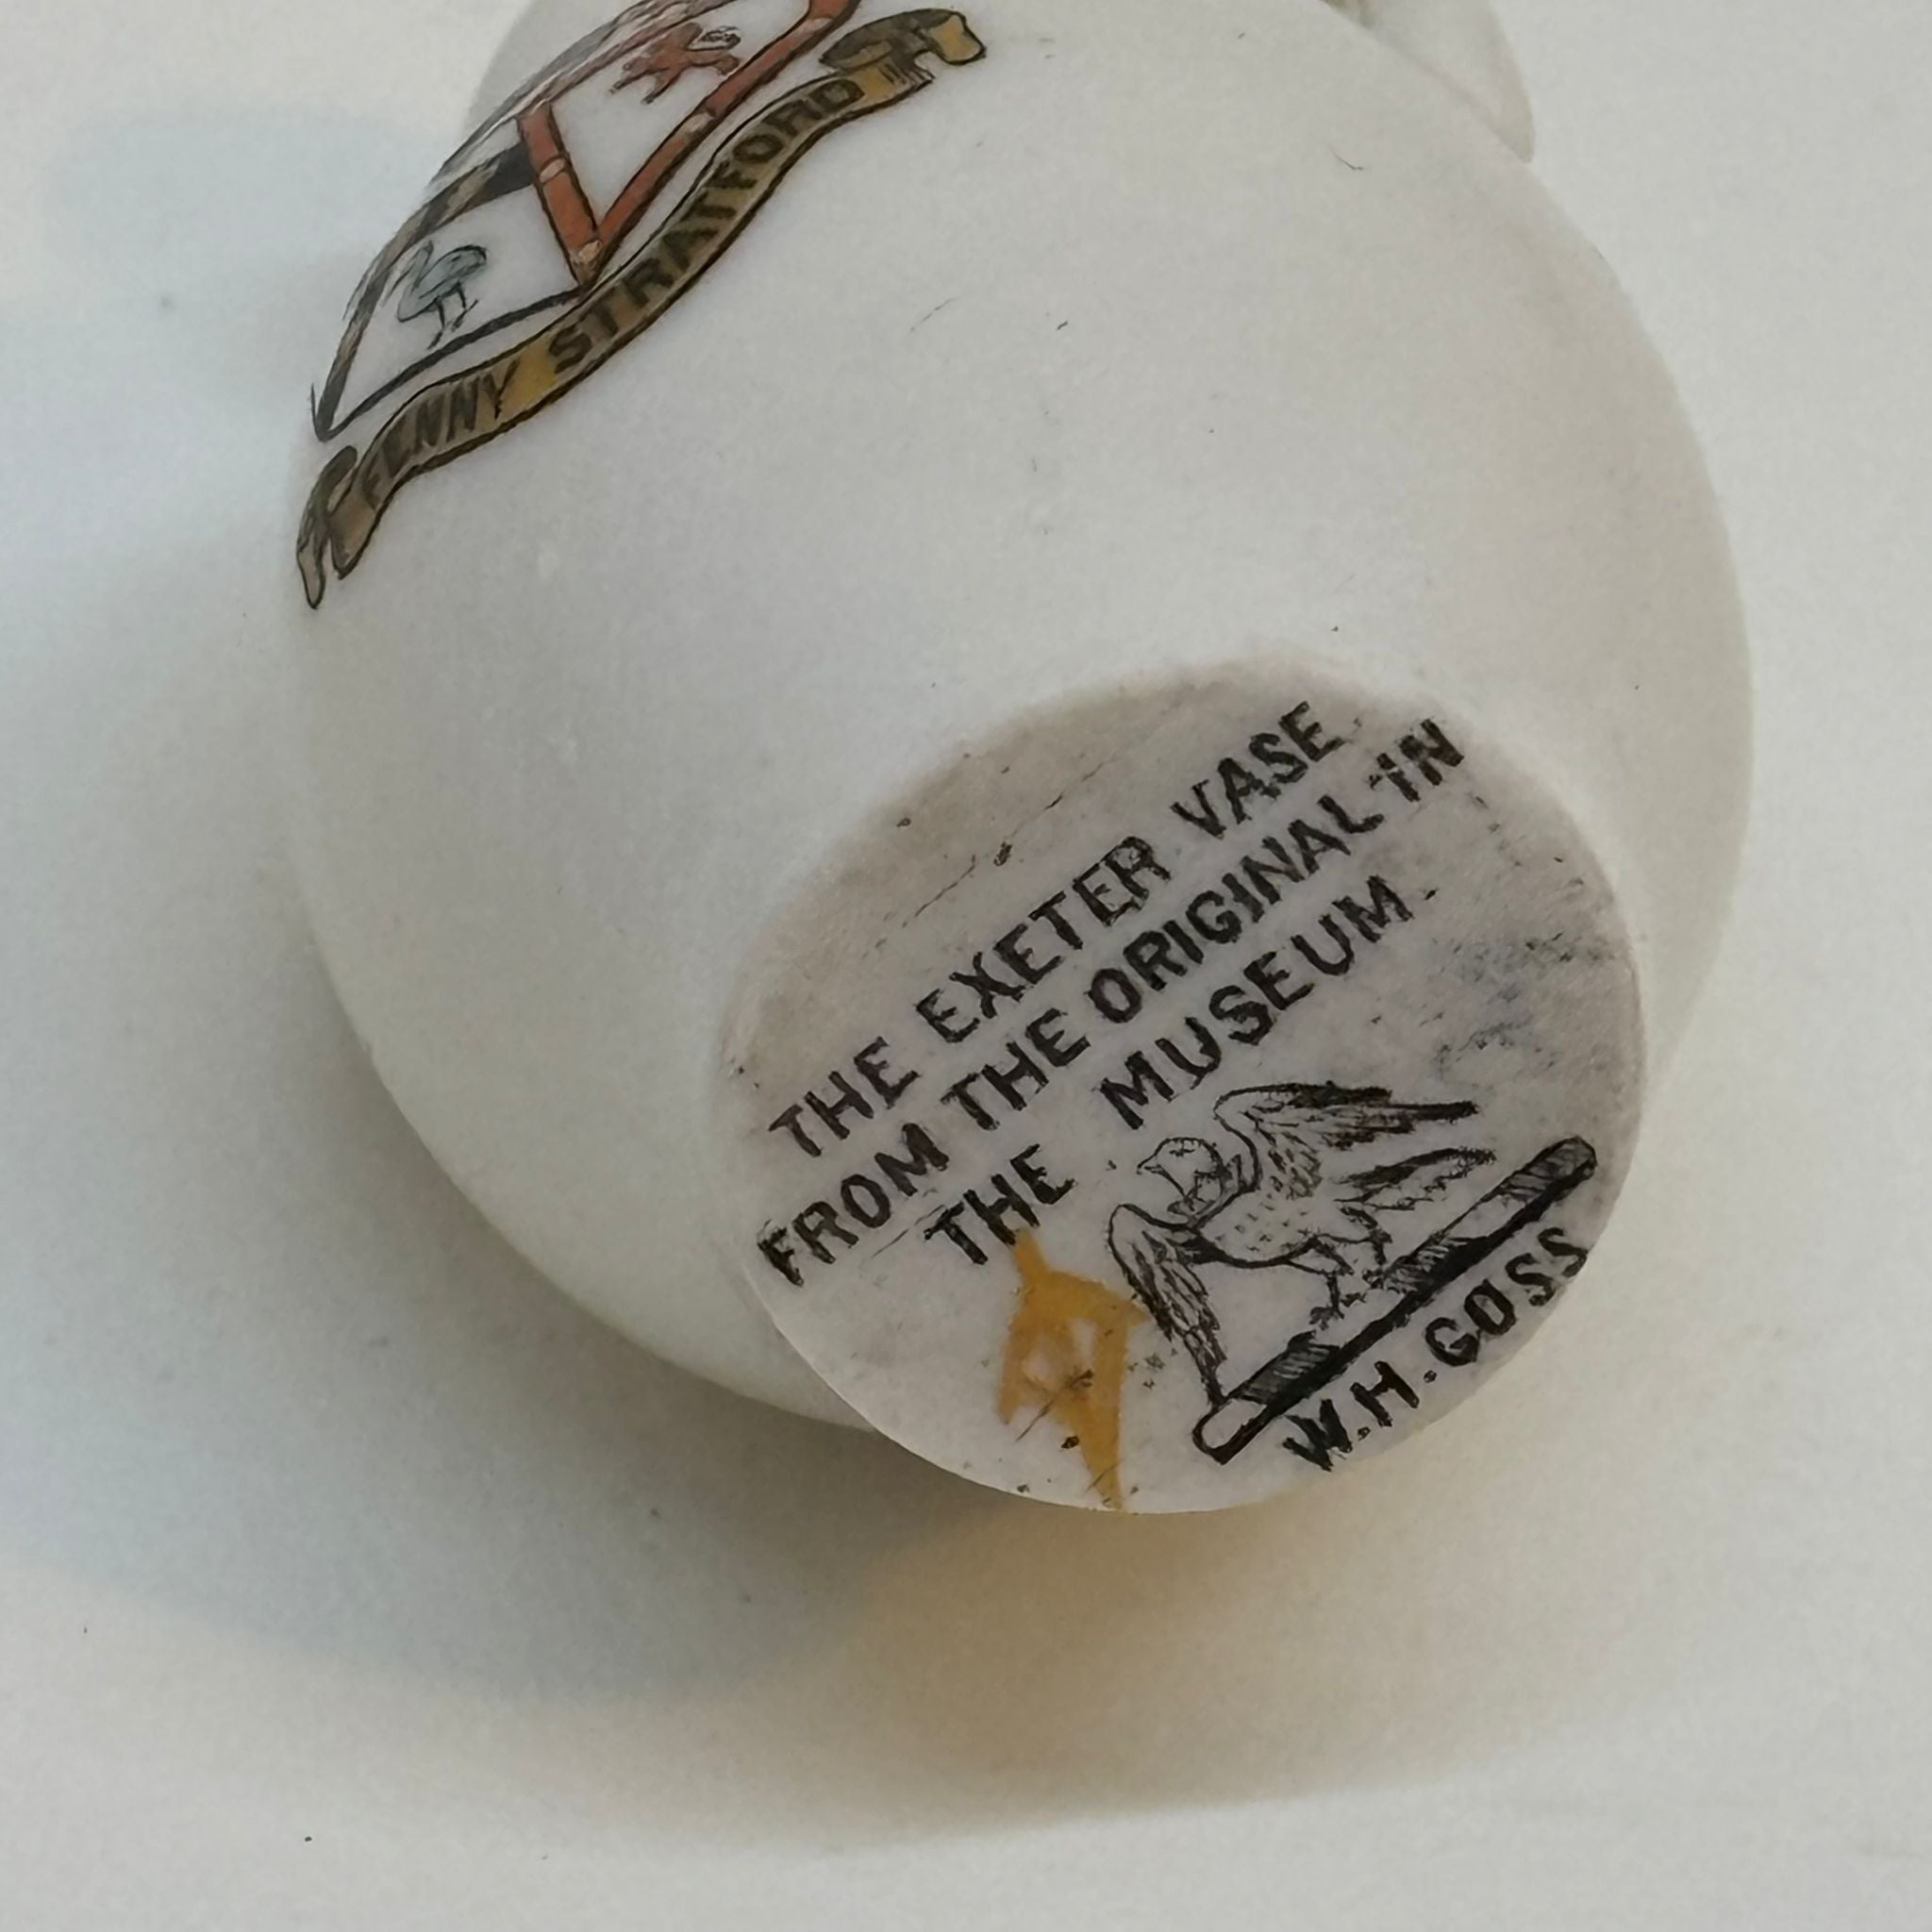 FENNY STRATFORD
THE EXETER VASE
FROM THE ORIGINAL IN
THE MUSEUM.
W.H.GOSS